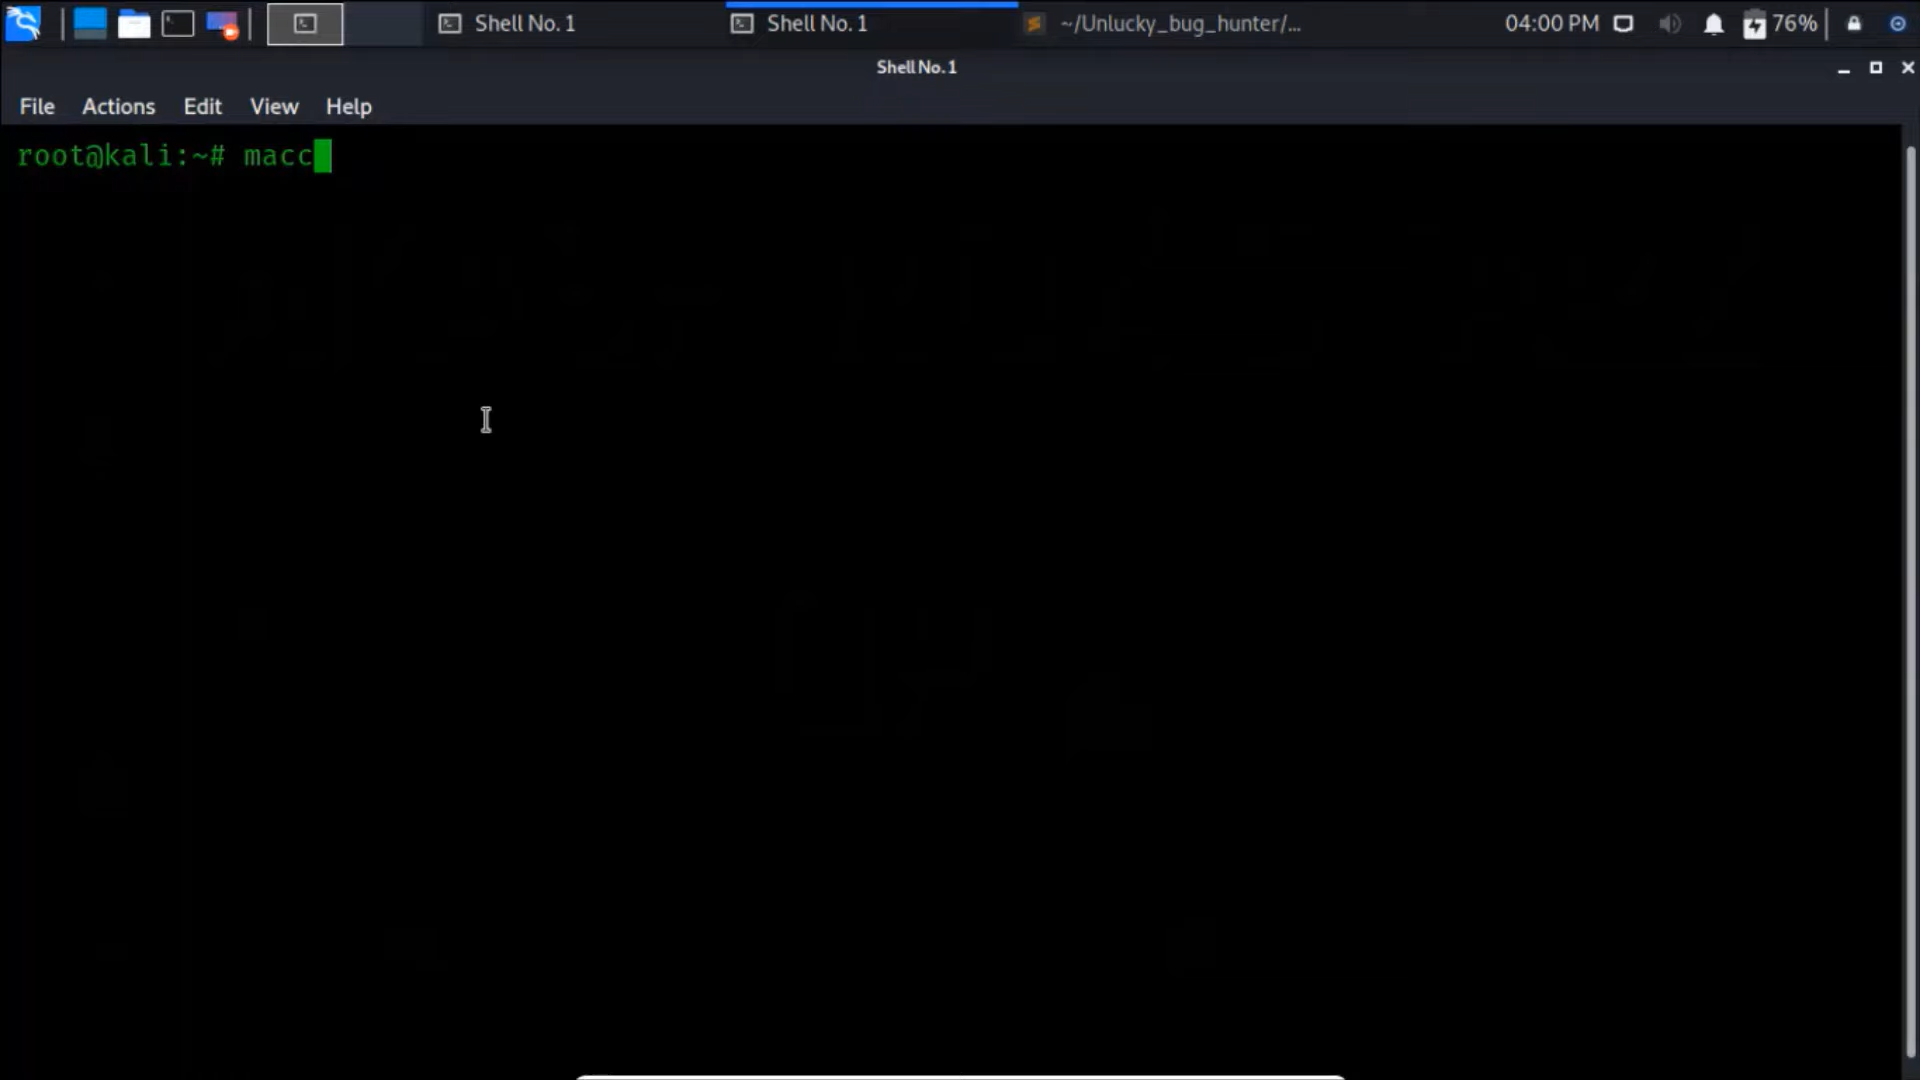 Shell No. 1
Shell No. 1
~/Unlucky_bug_hunter/...
04:00 PM
76%
Shell No. 1
File Actions Edit View Help
root@kali:~# macc